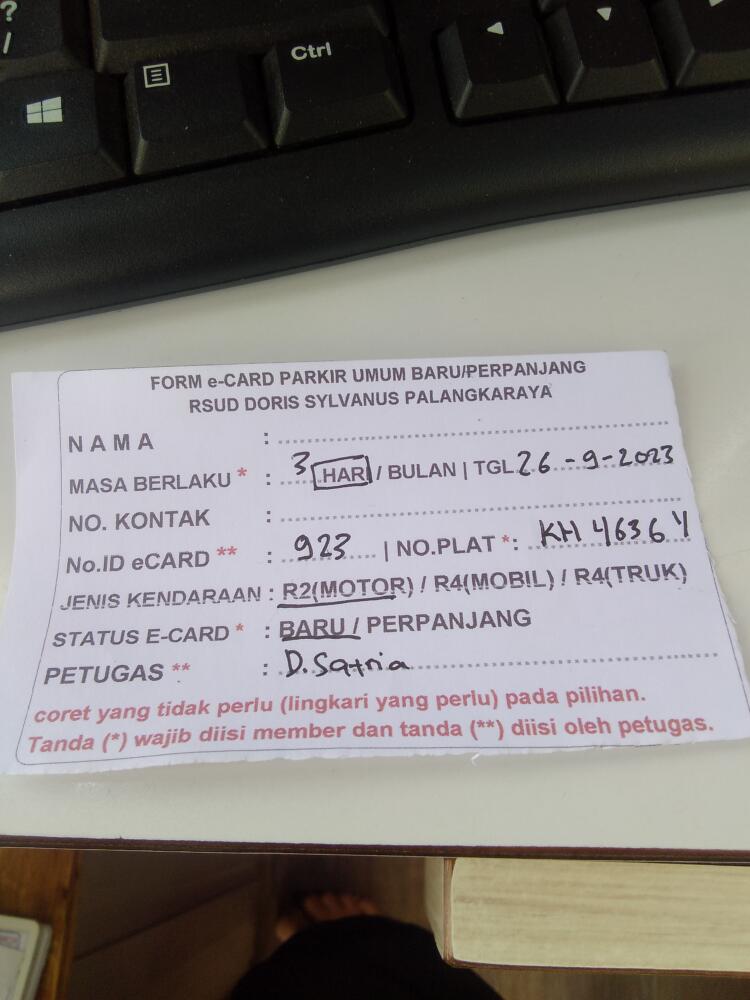 ?
/
Ctrl
FORM e-CARD PARKIR UMUM BARU/PERPANJANG
RSUD DORIS SYLVANUS PALANGKARAYA
NAMA :
MASA BERLAKU * : 3 HARI / BULAN | TGL 26-9-2023
NO. KONTAK :
No.ID eCARD ** : 923 | NO.PLAT *: KH 4636 Y
JENIS KENDARAAN : R2(MOTOR) / R4(MOBIL) / R4(TRUK)
STATUS E-CARD * : BARU / PERPANJANG
PETUGAS ** : D.Satria
coret yang tidak perlu (lingkari yang perlu) pada pilihan.
Tanda (*) wajib diisi member dan tanda (**) diisi oleh petugas.